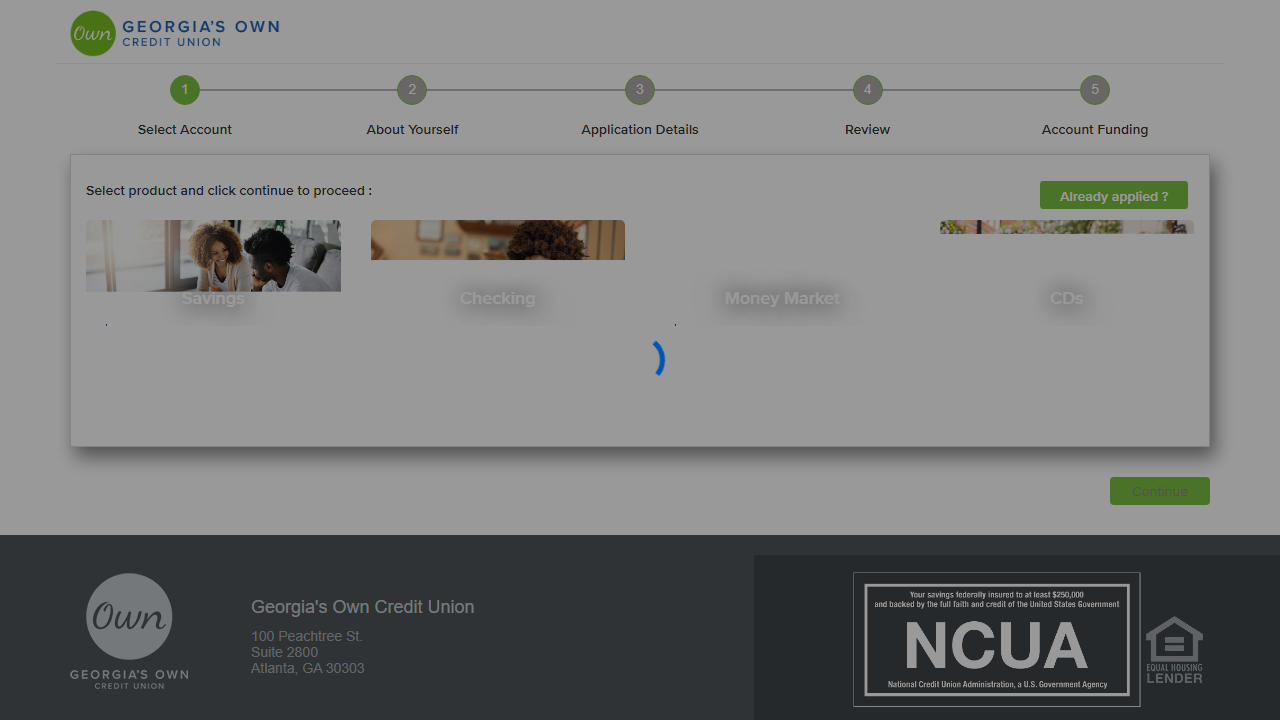 Own GEORGIA'S OWN
CREDIT UNION
1 2 3 4 5
Select Account About Yourself Application Details Review Account Funding
Select product and click continue to proceed :
Already applied ?
Savings Checking Money Market CDs
Continue
Own
GEORGIA'S OWN
CREDIT UNION
Georgia's Own Credit Union
100 Peachtree St.
Suite 2800
Atlanta, GA 30303
Your savings federally insured to at least $250,000
and backed by the full faith and credit of the United States Government
NCUA
National Credit Union Administration, a U.S. Government Agency
EQUAL HOUSING
LENDER